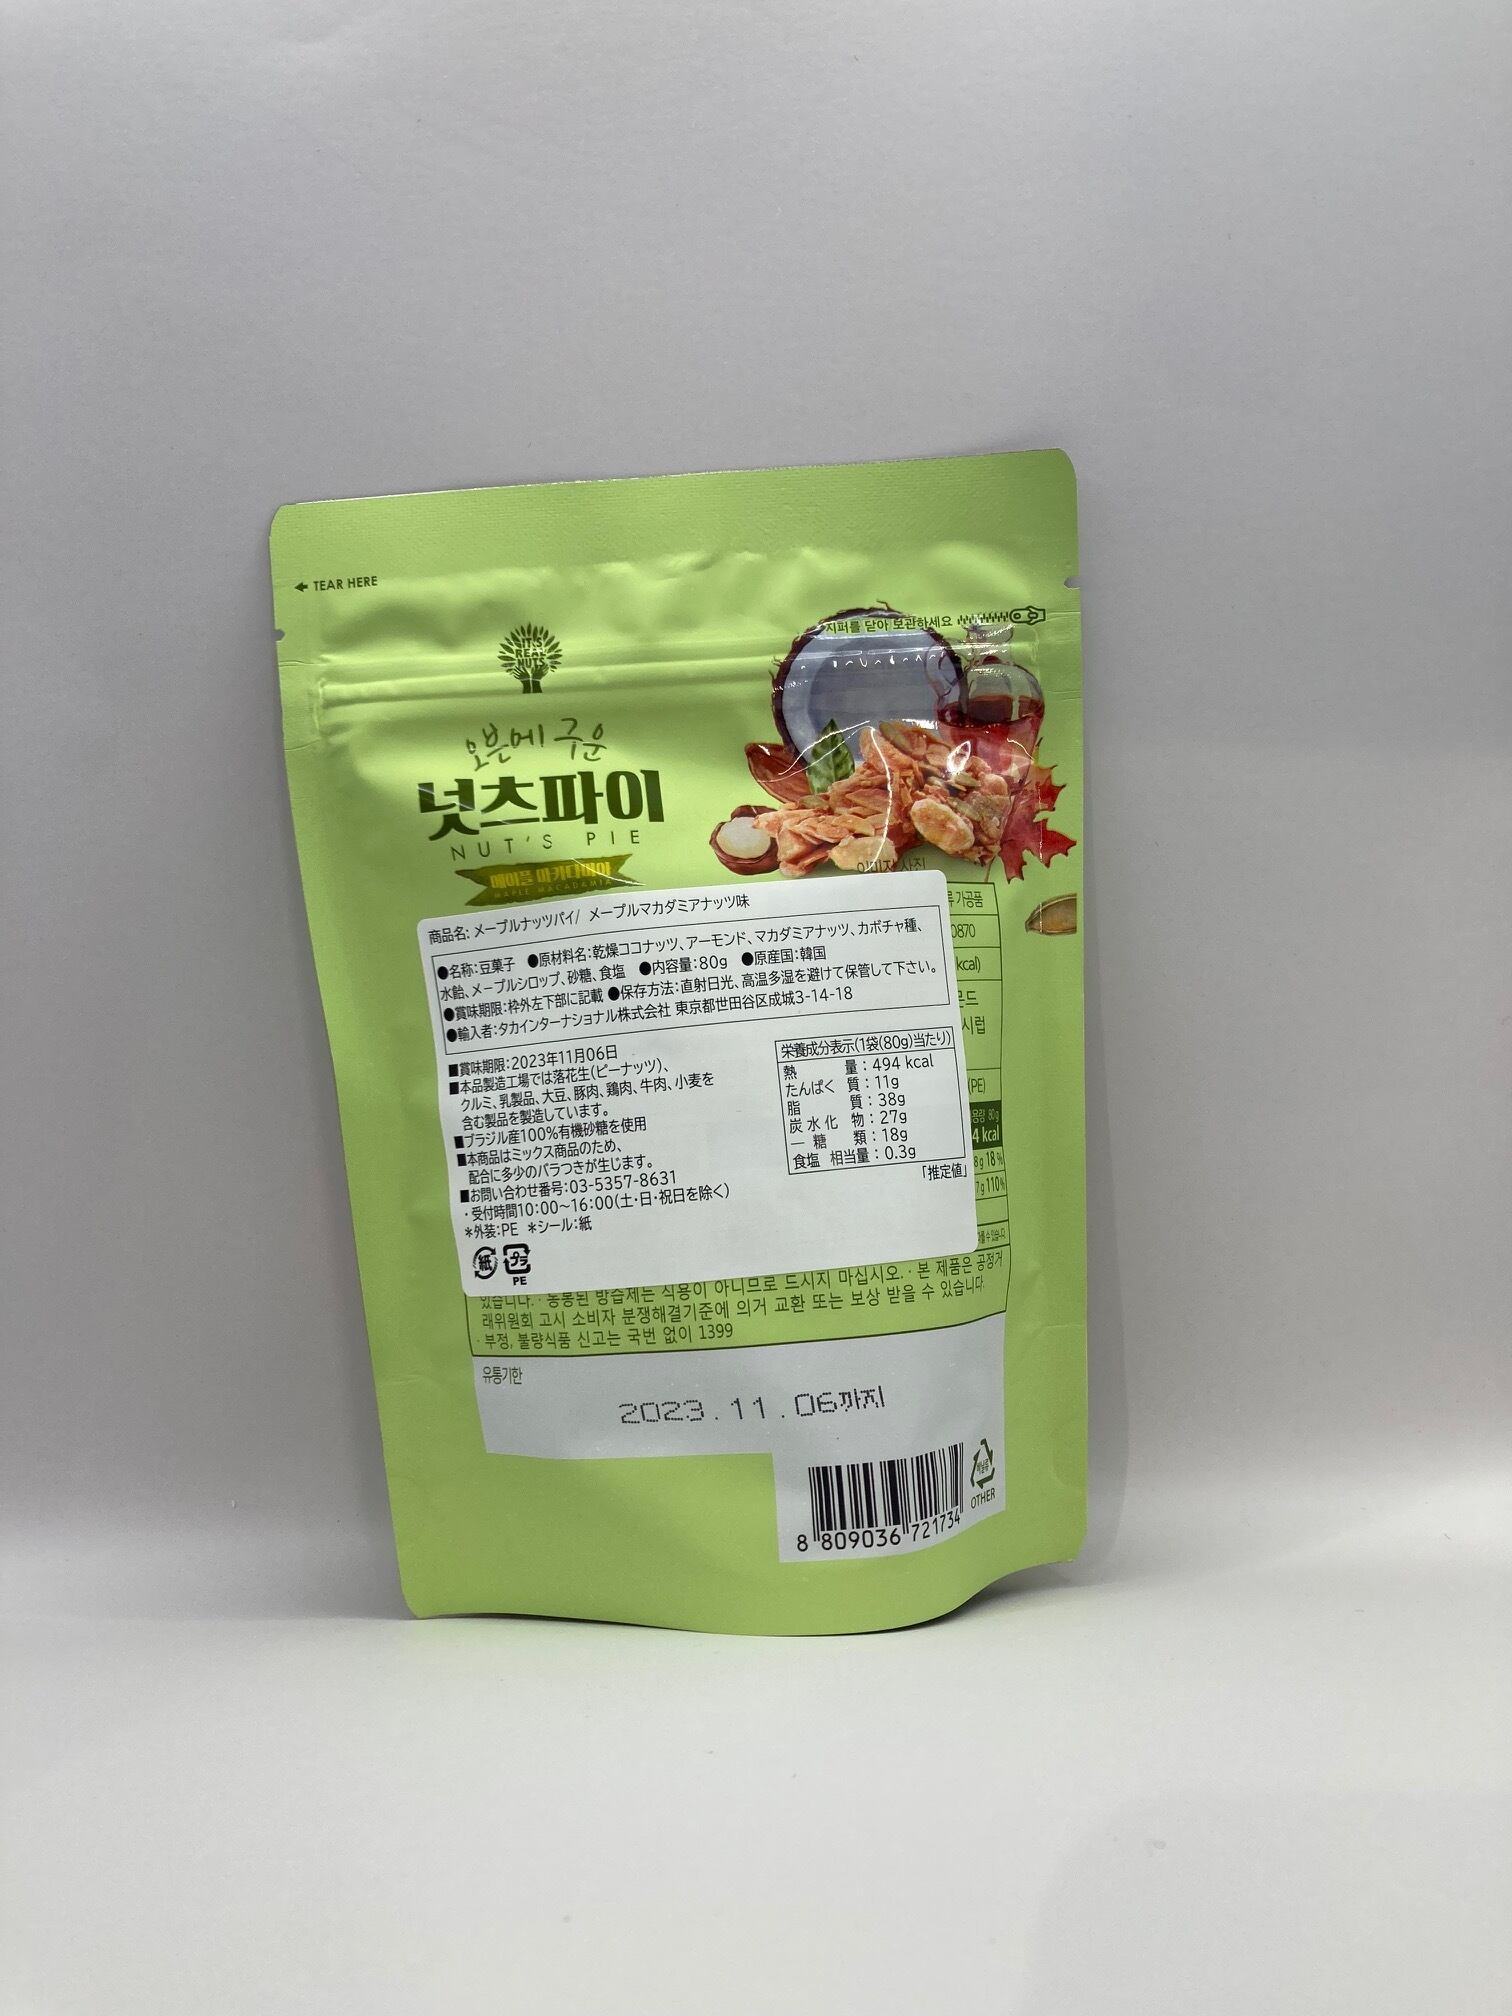 TEAR HERE
지퍼를 닫아 보관하세요
IT'S
REAL
NUTS
오븐에 구운
넛츠파이
NUT'S PIE
메이플 마카다미아
MAPLE MACADAMIA
이미지 사진
商品名: メープルナッツパイ/ メープルマカダミアナッツ味
●名称:豆菓子 ●原材料名:乾燥ココナッツ、アーモンド、マカダミアナッツ、カボチャ種、
水飴、メープルシロップ、砂糖、食塩 ●内容量:80g ●原産国:韓国
●賞味期限:枠外左下部に記載 ●保存方法:直射日光、高温多湿を避けて保管して下さい。
●輸入者:タカインターナショナル株式会社 東京都世田谷区成城3-14-18
■賞味期限:2023年11月06日
■本品製造工場では落花生(ピーナッツ)、
クルミ、乳製品、大豆、豚肉、鶏肉、牛肉、小麦を
含む製品を製造しています。
■ブラジル産100%有機砂糖を使用
■本商品はミックス商品のため、
配合に多少のバラつきが生じます。
■お問い合わせ番号:03-5357-8631
・受付時間10:00~16:00(土・日・祝日を除く)
*外装:PE *シール:紙
紙 プラ
PE
栄養成分表示(1袋(80g)当たり)
熱 量:494 kcal
たんぱく 質:11g
脂 質:38g
炭水化 物:27g
― 糖 類:18g
食塩 相当量:0.3g
「推定値」
가공품
0870
kcal)
시럽
(PE)
80g
4 kcal
8g 18%
7g 110%
있습니다. · 동봉된 방습제는 식용이 아니므로 드시지 마십시오. · 본 제품은 공정거
래위원회 고시 소비자 분쟁해결기준에 의거 교환 또는 보상 받을 수 있습니다.
· 부정, 불량식품 신고는 국번 없이 1399
유통기한
2023.11.06까지
8 809036 721734
OTHER